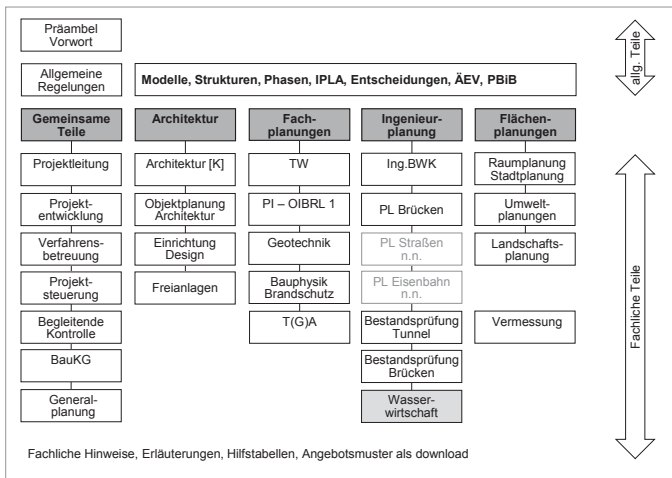 Präambel
Vorwort
allg. Teile
Allgemeine
Regelungen
Modelle, Strukturen, Phasen, IPLA, Entscheidungen, ÄEV, PBiB
Gemeinsame
Teile
Architektur
Fach-
planungen
Ingenieur-
planung
Flächen-
planungen
Projektleitung
Architektur [K]
TW
Ing.BWK
Raumplanung
Stadtplanung
Projekt-
entwicklung
Objektplanung
Architektur
PI – OIBRL 1
PL Brücken
Umwelt-
planungen
Verfahrens-
betreuung
Einrichtung
Design
Geotechnik
PL Straßen
n.n.
Landschafts-
planung
Projekt-
steuerung
Freianlagen
Bauphysik
Brandschutz
PL Eisenbahn
n.n.
Begleitende
Kontrolle
T(G)A
Bestandsprüfung
Tunnel
Vermessung
BauKG
Bestandsprüfung
Brücken
General-
planung
Wasser-
wirtschaft
Fachliche Teile
Fachliche Hinweise, Erläuterungen, Hilfstabellen, Angebotsmuster als download